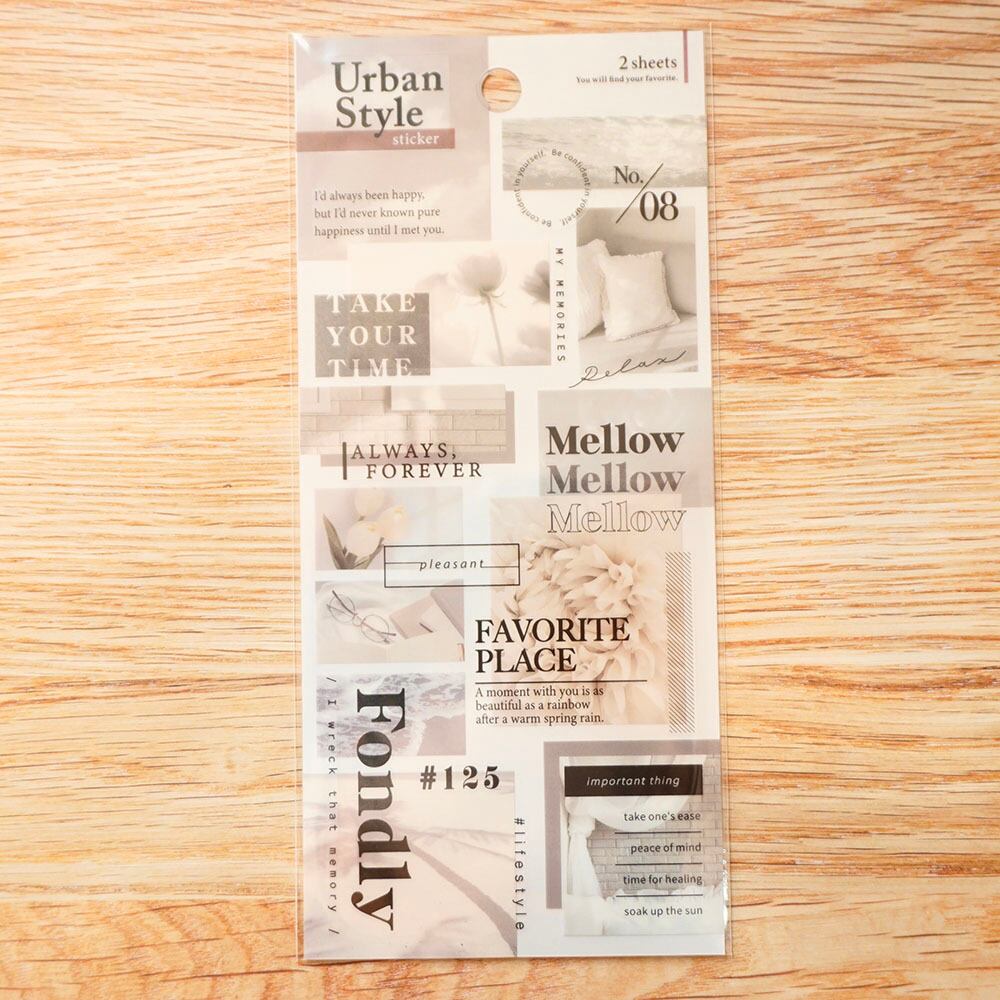 Urban
Style
sticker
2 sheets
You will find your favorite.
I'd always been happy,
but I'd never known pure
happiness until I met you.
Be confident in yourself. Be confident in yourself.
No./08
MY MEMORIES
TAKE
YOUR
TIME
Relax
ALWAYS,
FOREVER
Mellow
Mellow
Mellow
pleasant
FAVORITE
PLACE
A moment with you is as
beautiful as a rainbow
after a warm spring rain.
/ I wreck that memory /
Fondly
#125
#lifestyle
important thing
take one's ease
peace of mind
time for healing
soak up the sun